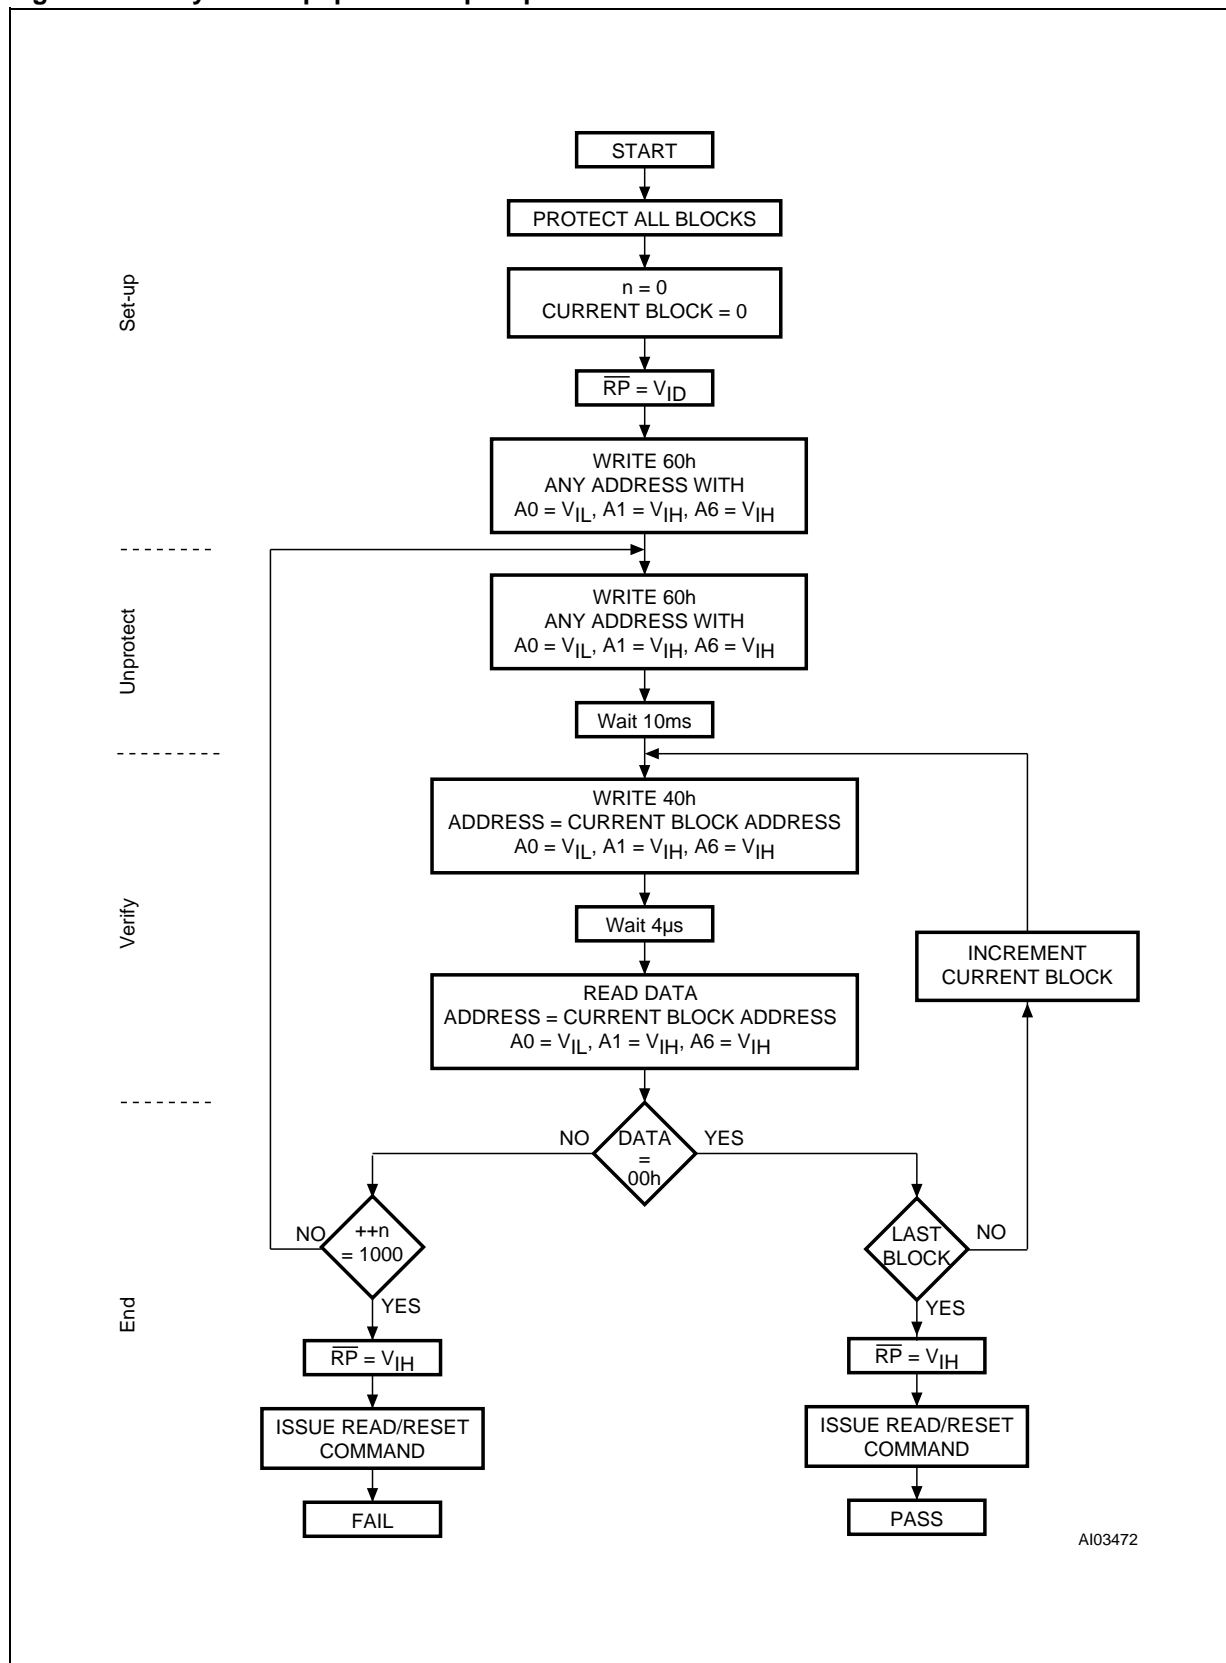 START
PROTECT ALL BLOCKS
Set-up
n = 0
CURRENT BLOCK = 0
RP = VID
WRITE 60h
ANY ADDRESS WITH
A0 = VIL, A1 = VIH, A6 = VIH
Unprotect
WRITE 60h
ANY ADDRESS WITH
A0 = VIL, A1 = VIH, A6 = VIH
Wait 10ms
Verify
WRITE 40h
ADDRESS = CURRENT BLOCK ADDRESS
A0 = VIL, A1 = VIH, A6 = VIH
Wait 4µs
INCREMENT
CURRENT BLOCK
READ DATA
ADDRESS = CURRENT BLOCK ADDRESS
A0 = VIL, A1 = VIH, A6 = VIH
NO
DATA
=
00h
YES
End
NO
++n
= 1000
YES
LAST
BLOCK
NO
YES
RP = VIH
RP = VIH
ISSUE READ/RESET
COMMAND
ISSUE READ/RESET
COMMAND
FAIL
PASS
AI03472